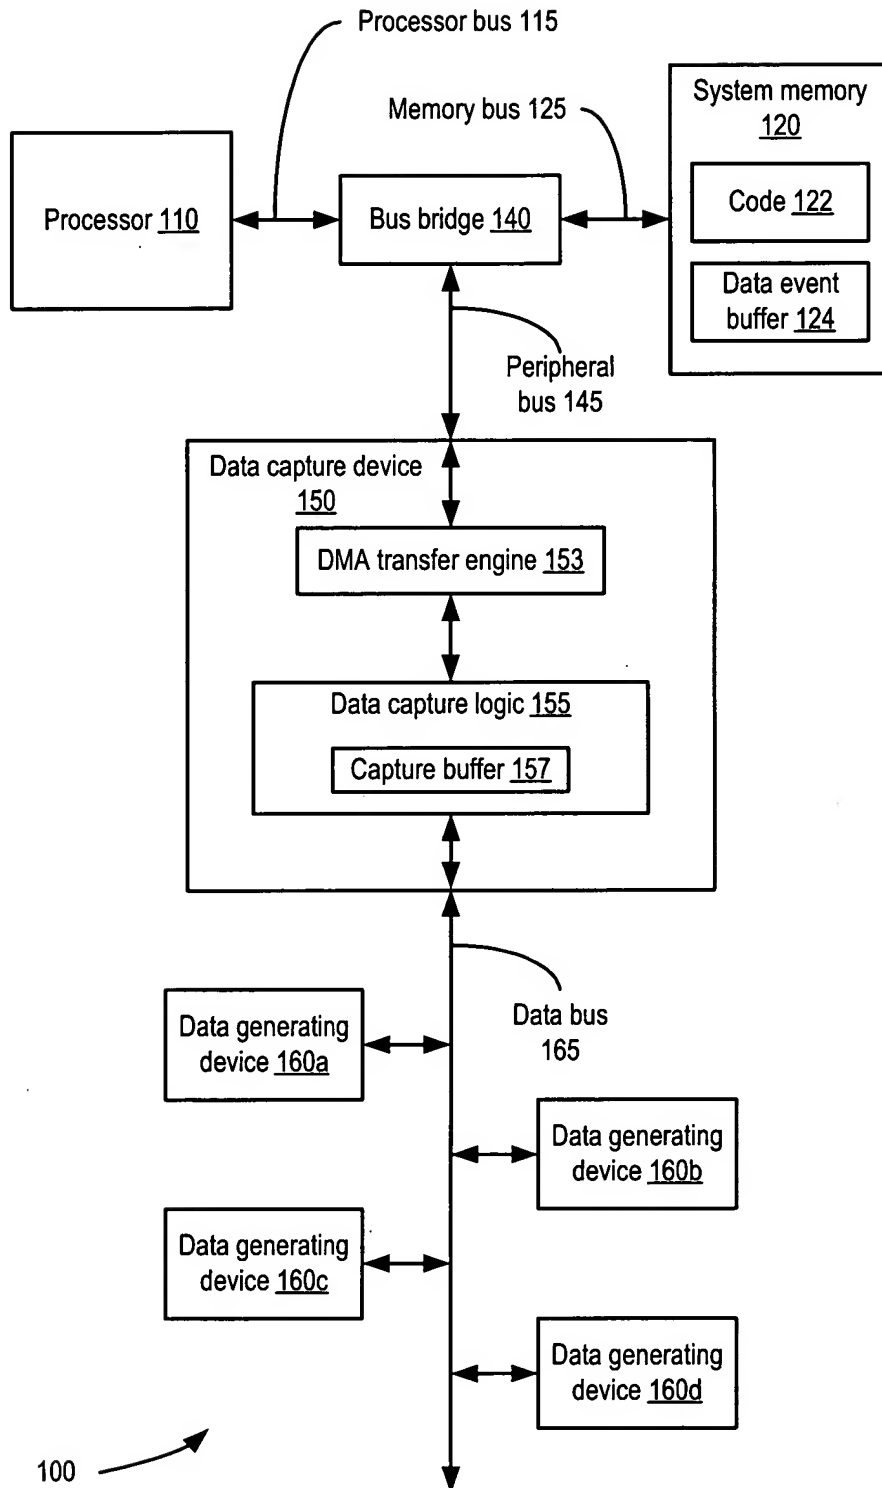 Processor bus 115
Memory bus 125
System memory
120
Processor 110
Bus bridge 140
Code 122
Data event
buffer 124
Peripheral
bus 145
Data capture device
150
DMA transfer engine 153
Data capture logic 155
Capture buffer 157
Data bus
165
Data generating
device 160a
Data generating
device 160b
Data generating
device 160c
Data generating
device 160d
100